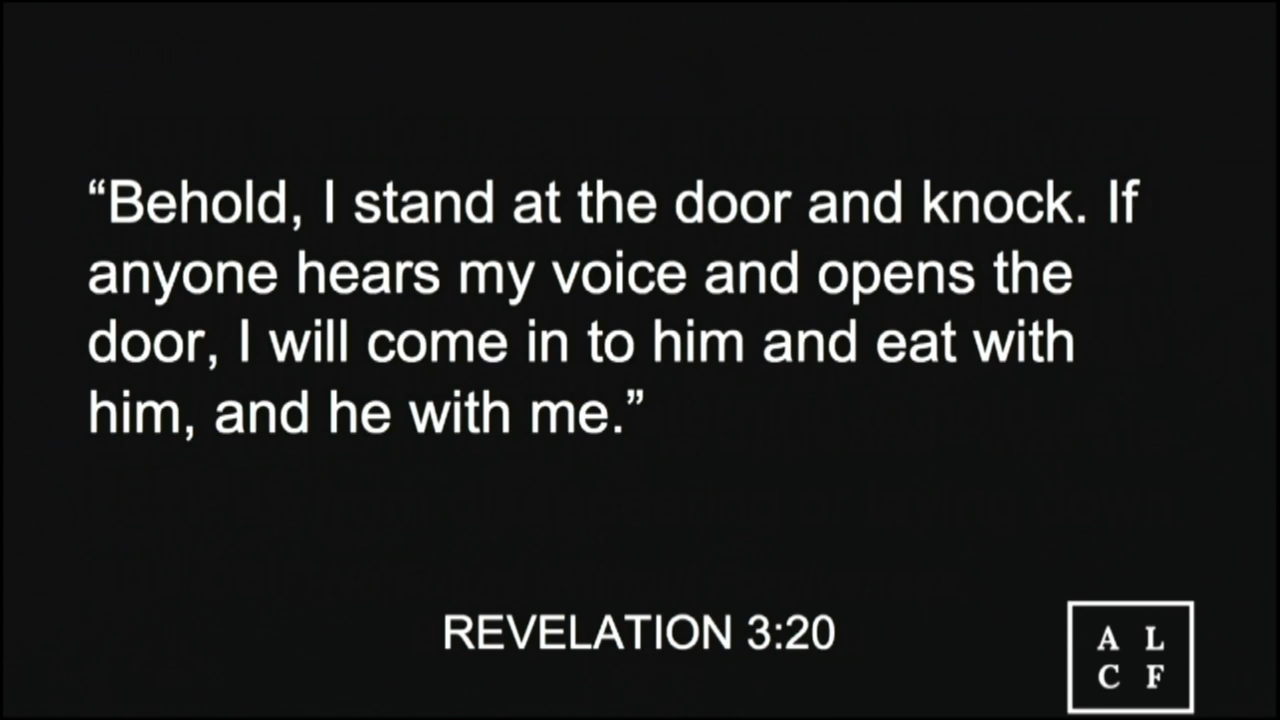 “Behold, I stand at the door and knock. If
anyone hears my voice and opens the
door, I will come in to him and eat with
him, and he with me.”
REVELATION 3:20
A L
C F